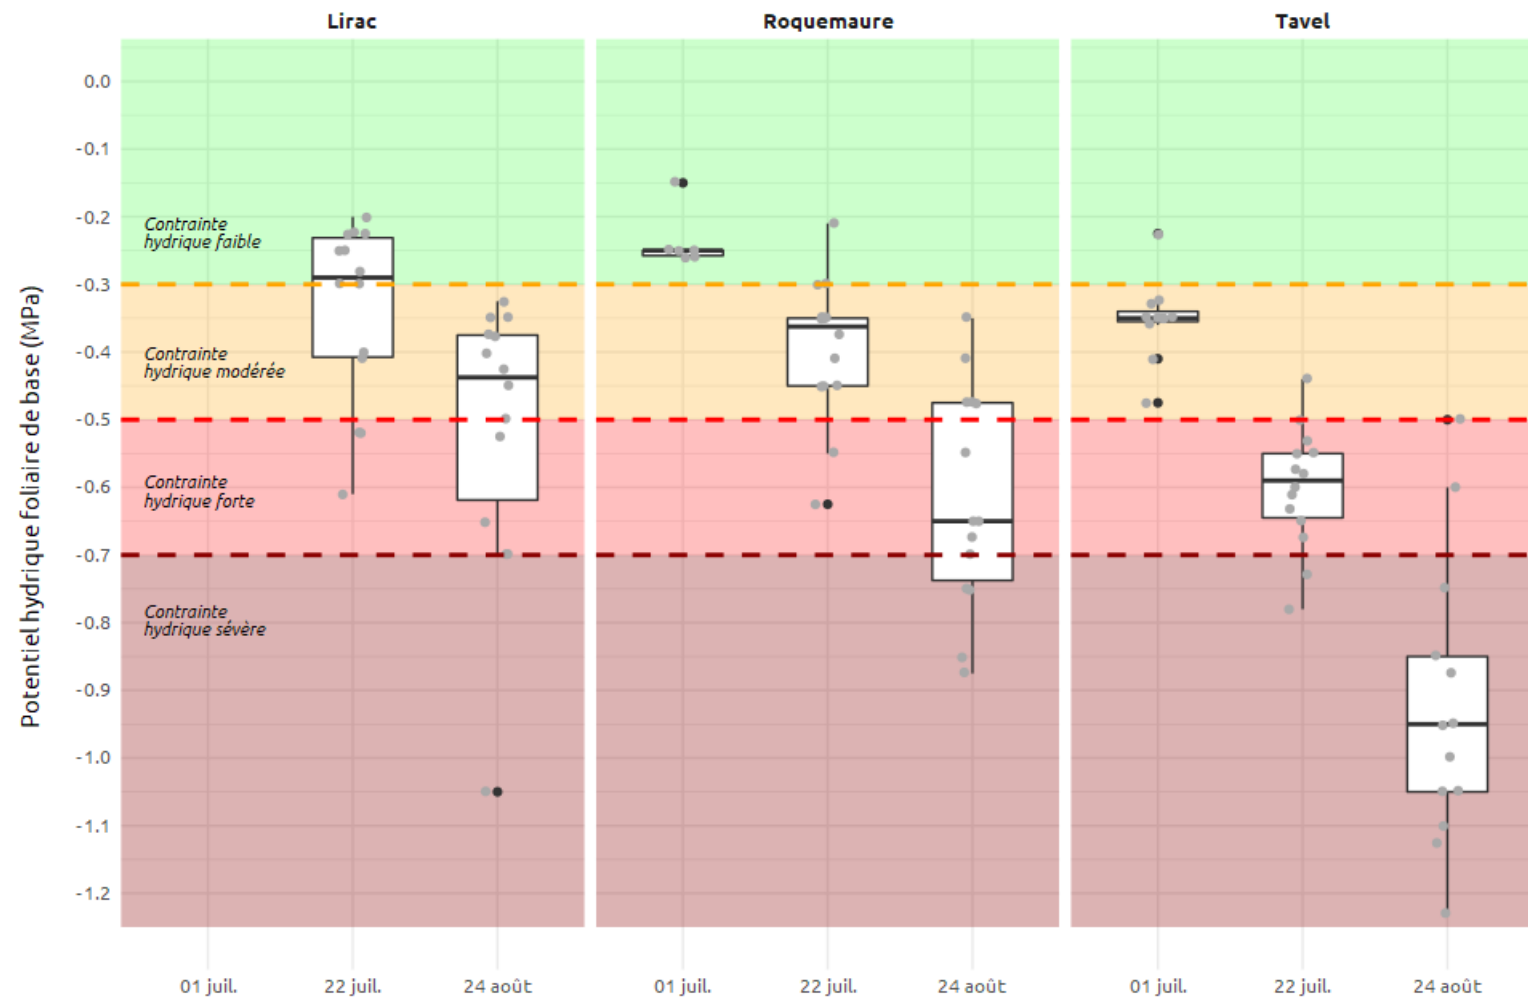 Lirac
Roquemaure
Tavel
Potentiel hydrique foliaire de base (MPa)
0.0
-0.1
-0.2
-0.3
-0.4
-0.5
-0.6
-0.7
-0.8
-0.9
-1.0
-1.1
-1.2
Contrainte
hydrique faible
Contrainte
hydrique modérée
Contrainte
hydrique forte
Contrainte
hydrique sévère
01 juil.
22 juil.
24 août
01 juil.
22 juil.
24 août
01 juil.
22 juil.
24 août